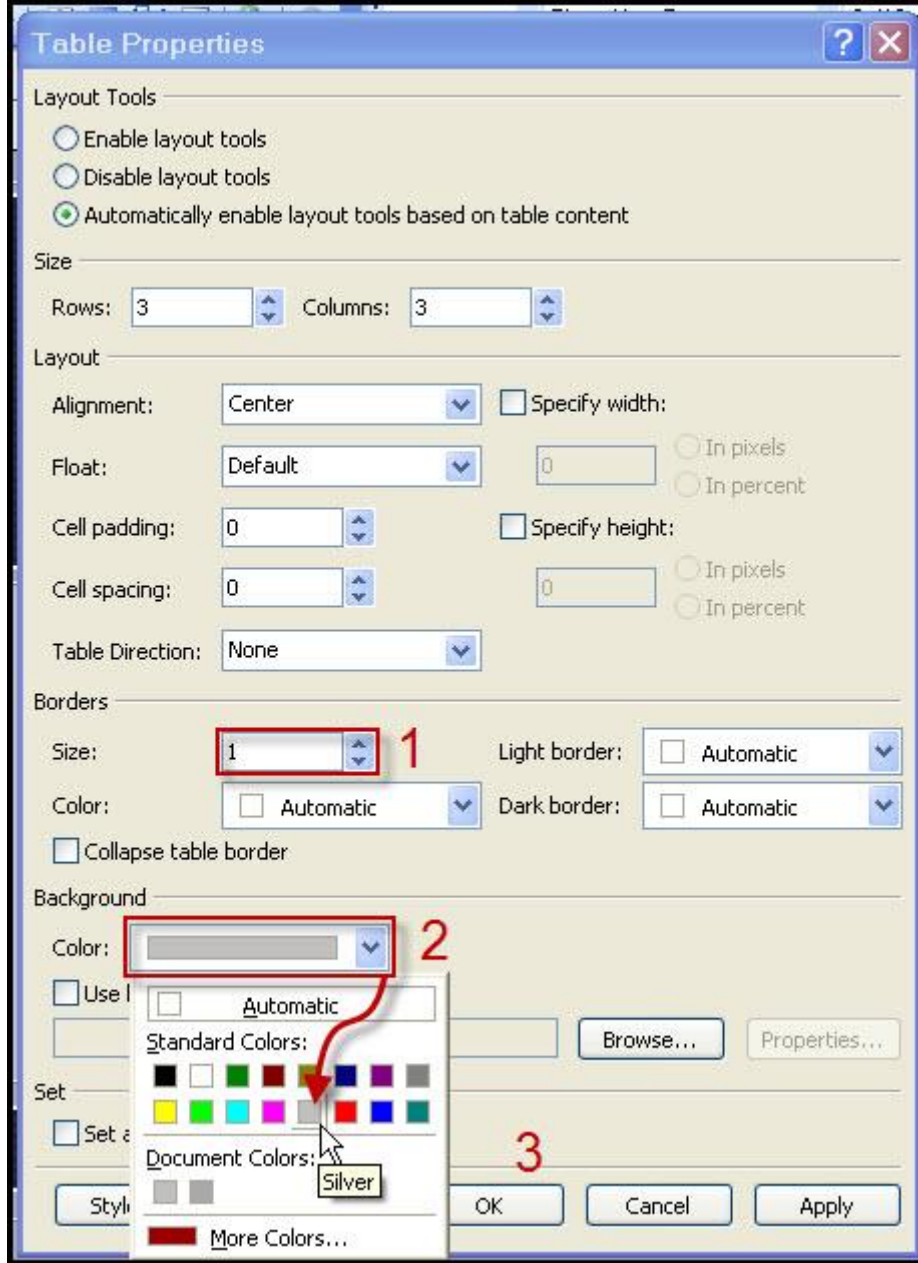 Table Properties
Layout Tools
Enable layout tools
Disable layout tools
Automatically enable layout tools based on table content
Size
Rows: 3 Columns: 3
Layout
Alignment: Center Specify width:
Float: Default 0 In pixels
In percent
Cell padding: 0 Specify height:
Cell spacing: 0 0 In pixels
In percent
Table Direction: None
Borders
Size: 1 1 Light border: Automatic
Color: Automatic Dark border: Automatic
Collapse table border
Background
Color: 2
Use
Automatic
Standard Colors:
Browse... Properties...
Set
Set
Document Colors:
Silver
3
OK Cancel Apply
More Colors...